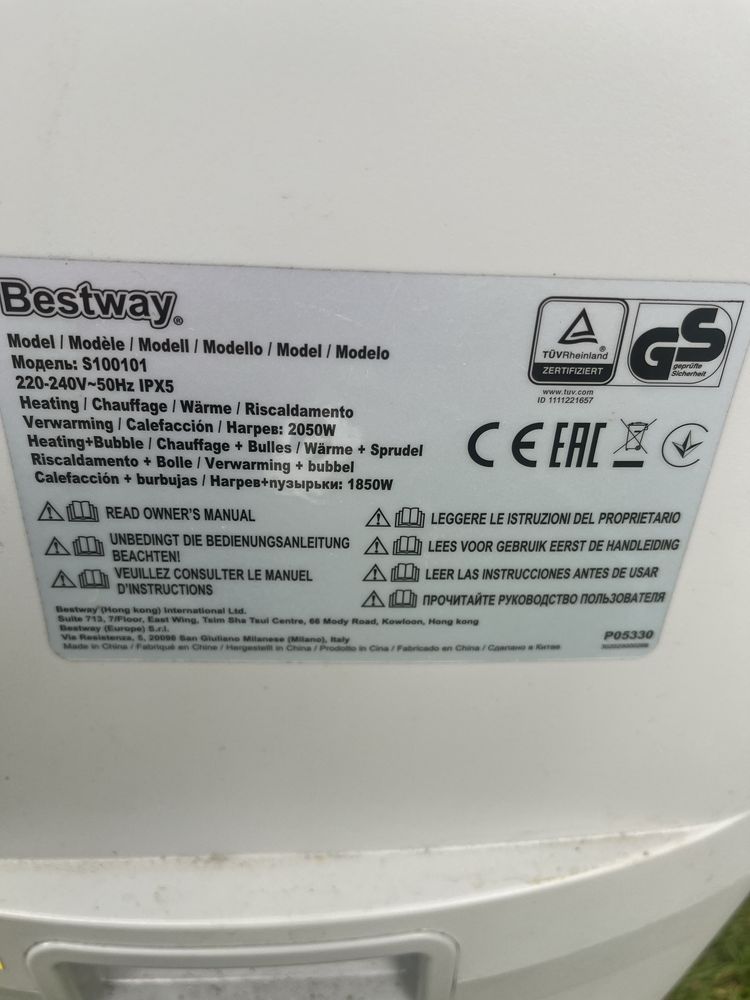 Bestway®
Model / Modèle / Modell / Modello / Model / Modelo
Модель: S100101
220-240V~50Hz IPX5
Heating / Chauffage / Wärme / Riscaldamento
Verwarming / Calefacción / Нагрев: 2050W
Heating+Bubble / Chauffage + Bulles / Wärme + Sprudel
Riscaldamento + Bolle / Verwarming + bubbel
Calefacción + burbujas / Нагрев+пузырьки: 1850W
TÜVRheinland
ZERTIFIZIERT
www.tuv.com
ID 1111221657
GS
geprüfte
Sicherheit
CE EAC
READ OWNER'S MANUAL
UNBEDINGT DIE BEDIENUNGSANLEITUNG
BEACHTEN!
VEUILLEZ CONSULTER LE MANUEL
D'INSTRUCTIONS
LEGGERE LE ISTRUZIONI DEL PROPRIETARIO
LEES VOOR GEBRUIK EERST DE HANDLEIDING
LEER LAS INSTRUCCIONES ANTES DE USAR
ПРОЧИТАЙТЕ РУКОВОДСТВО ПОЛЬЗОВАТЕЛЯ
Bestway (Hong kong) International Ltd.
Suite 713, 7/Floor, East Wing, Tsim Sha Tsui Centre, 66 Mody Road, Kowloon, Hong kong
Bestway (Europe) S.r.l.
Via Resistenza, 5, 20098 San Giuliano Milanese (Milano), Italy
Made in China / Fabriqué en Chine / Hergestellt in China / Prodotto in Cina / Fabricado en China / Сделано в Китае
P05330